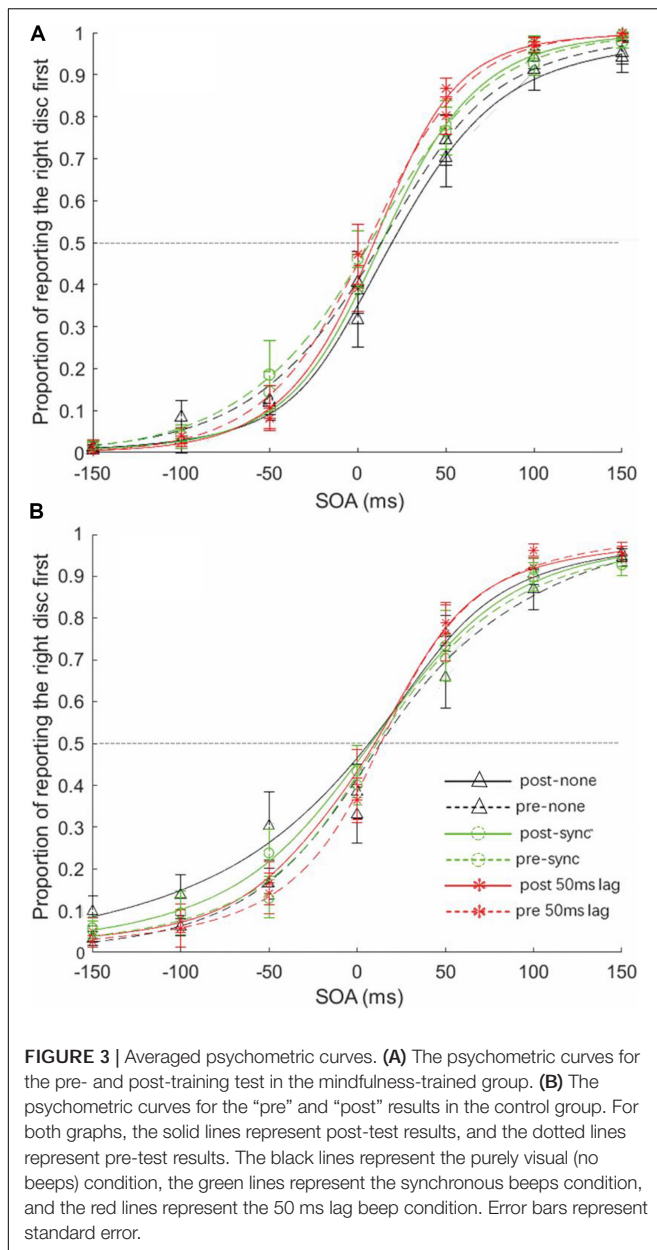 A
Proportion of reporting the right disc first
1
0.9
0.8
0.7
0.6
0.5
0.4
0.3
0.2
0.1
0
-150 -100 -50 0 50 100 150
SOA (ms)
B
Proportion of reporting the right disc first
1
0.9
0.8
0.7
0.6
0.5
0.4
0.3
0.2
0.1
0
post-none
pre-none
post-sync
pre-sync
post 50ms lag
pre 50ms lag
-150 -100 -50 0 50 100 150
SOA (ms)
FIGURE 3 | Averaged psychometric curves. (A) The psychometric curves for
the pre- and post-training test in the mindfulness-trained group. (B) The
psychometric curves for the “pre” and “post” results in the control group. For
both graphs, the solid lines represent post-test results, and the dotted lines
represent pre-test results. The black lines represent the purely visual (no
beeps) condition, the green lines represent the synchronous beeps condition,
and the red lines represent the 50 ms lag beep condition. Error bars represent
standard error.